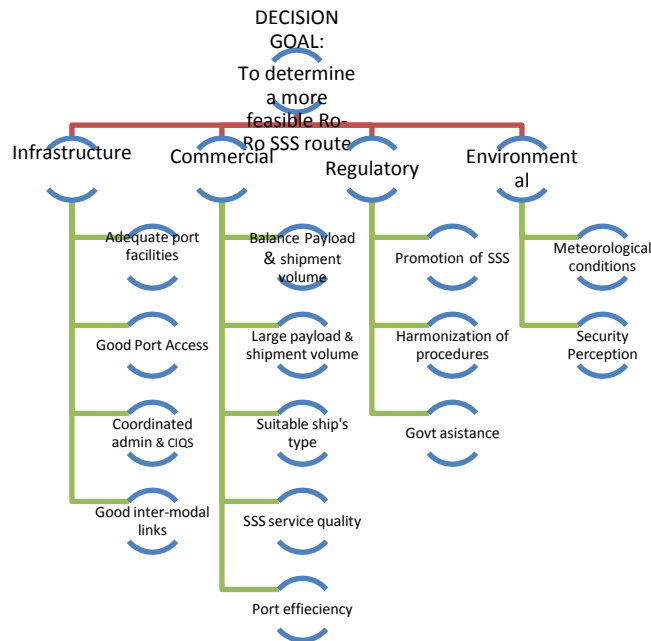 DECISION
GOAL:
To determine
a more
feasible Ro-
Ro SSS route
Infrastructure
Commercial
Regulatory
Environment
al
Adequate port
facilities
Good Port Access
Coordinated
admin & CIQS
Good inter-modal
links
Balance Payload
& shipment
volume
Large payload &
shipment volume
Suitable ship's
type
SSS service quality
Port effieciency
Promotion of SSS
Harmonization of
procedures
Govt asistance
Meteorological
conditions
Security
Perception